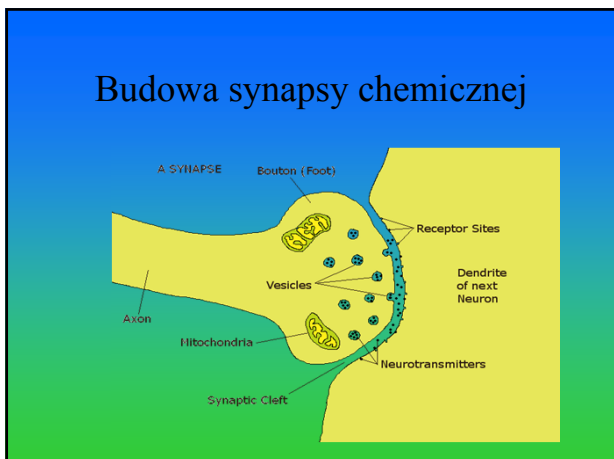 Budowa synapsy chemicznej
A SYNAPSE
Bouton (Foot)
Receptor Sites
Vesicles
Dendrite
of next
Neuron
Axon
Mitochondria
Neurotransmitters
Synaptic Cleft